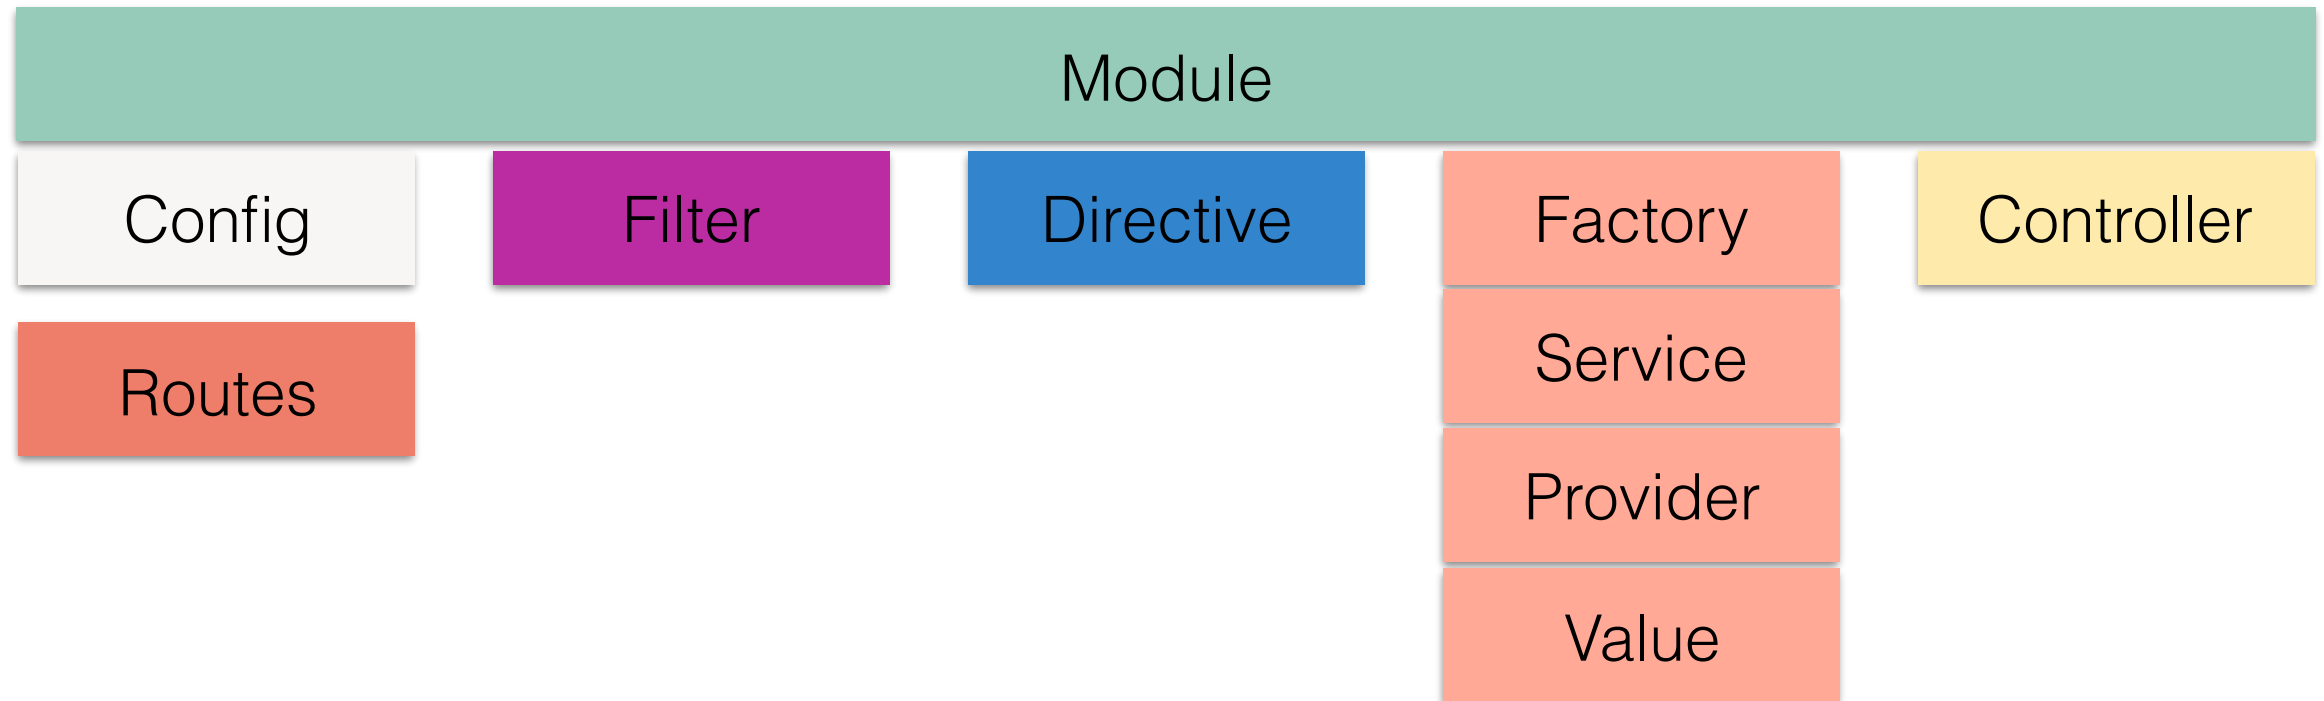 Module
Config
Filter
Directive
Factory
Controller
Service
Routes
Provider
Value